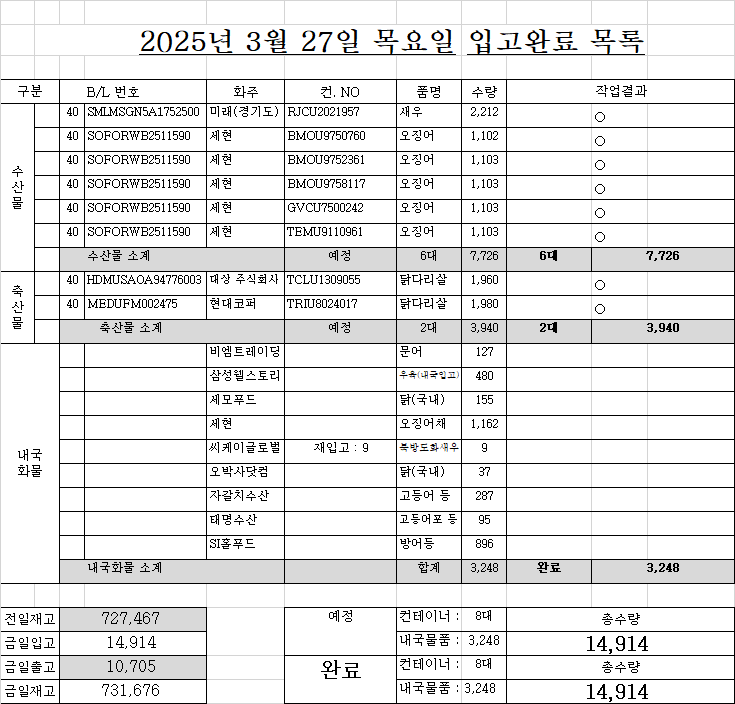 2025년 3월 27일 목요일 입고완료 목록
구분 B/L 번호 화주 컨. NO 품명 수량 작업결과
수산물
40 SMLMSGN5A1752500 미래(경기도) RJCU2021957 새우 2,212 ○
40 SOFORWB2511590 세현 BMOU9750760 오징어 1,102 ○
40 SOFORWB2511590 세현 BMOU9752361 오징어 1,103 ○
40 SOFORWB2511590 세현 BMOU9758117 오징어 1,103 ○
40 SOFORWB2511590 세현 GVCU7500242 오징어 1,103 ○
40 SOFORWB2511590 세현 TEMU9110961 오징어 1,103 ○
수산물 소계 예정 6대 7,726 6대 7,726
축산물
40 HDMUSAOA94776003 대상 주식회사 TCLU1309055 닭다리살 1,960 ○
40 MEDUFM002475 현대코퍼 TRIU8024017 닭다리살 1,980 ○
축산물 소계 예정 2대 3,940 2대 3,940
내국화물
비엠트레이딩 문어 127
삼성웰스토리 우육(내국입고) 480
세모푸드 닭(국내) 155
세현 오징어채 1,162
씨케이글로벌 재입고 : 9 북방도화새우 9
오박사닷컴 닭(국내) 37
자갈치수산 고등어 등 287
태명수산 고등어포 등 95
SI홀푸드 방어등 896
내국화물 소계 합계 3,248 완료 3,248
전일재고 727,467 예정 컨테이너 : 8대 총수량
금일입고 14,914 내국물품 : 3,248 14,914
금일출고 10,705 완료 컨테이너 : 8대 총수량
금일재고 731,676 내국물품 : 3,248 14,914